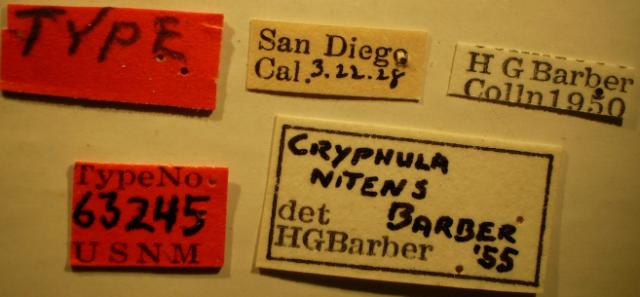 TYPE
San Diego
Cal. 3.22.28
H G Barber
Colln 1950
Type No.
63245
U S N M
CRYPHULA
NITENS
BARBER
det
HGBarber '55